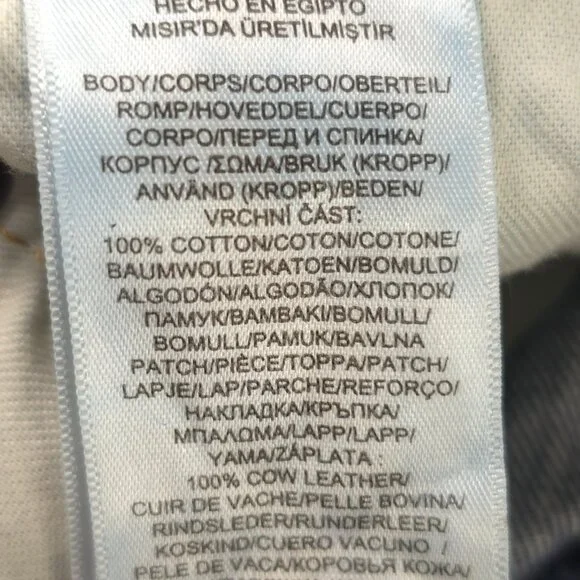 HECHO EN EGIPTO
MISIR'DA ÜRETİLMİŞTİR
BODY/CORPS/CORPO/OBERTEIL/
ROMP/HOVEDDEL/CUERPO/
CORPO/ПЕРЕД И СПИНКА/
КОРПУС /ΣΩΜΑ/BRUK (KROPP)/
ANVÄND (KROPP)/BEDEN/
VRCHNÍ ČÁST:
100% COTTON/COTON/COTONE/
BAUMWOLLE/KATOEN/BOMULD/
ALGODÓN/ALGODÃO/ХЛОПОК/
ПАМУК/ΒΑΜΒΑΚΙ/BOMULL/
BOMULL/PAMUK/BAVLNA
PATCH/PIÈCE/TOPPA/PATCH/
LAPJE/LAP/PARCHE/REFORÇO/
НАКЛАДКА/КРЪПКА/
ΜΠΑΛΩΜΑ/LAPP/LAPP/
YAMA/ZÁPLATA :
100% COW LEATHER/
CUIR DE VACHE/PELLE BOVINA/
RINDSLEDER/RUNDERLEER/
KOSKIND/CUERO VACUNO /
PELE DE VACA/КОРОВЬЯ КОЖА/